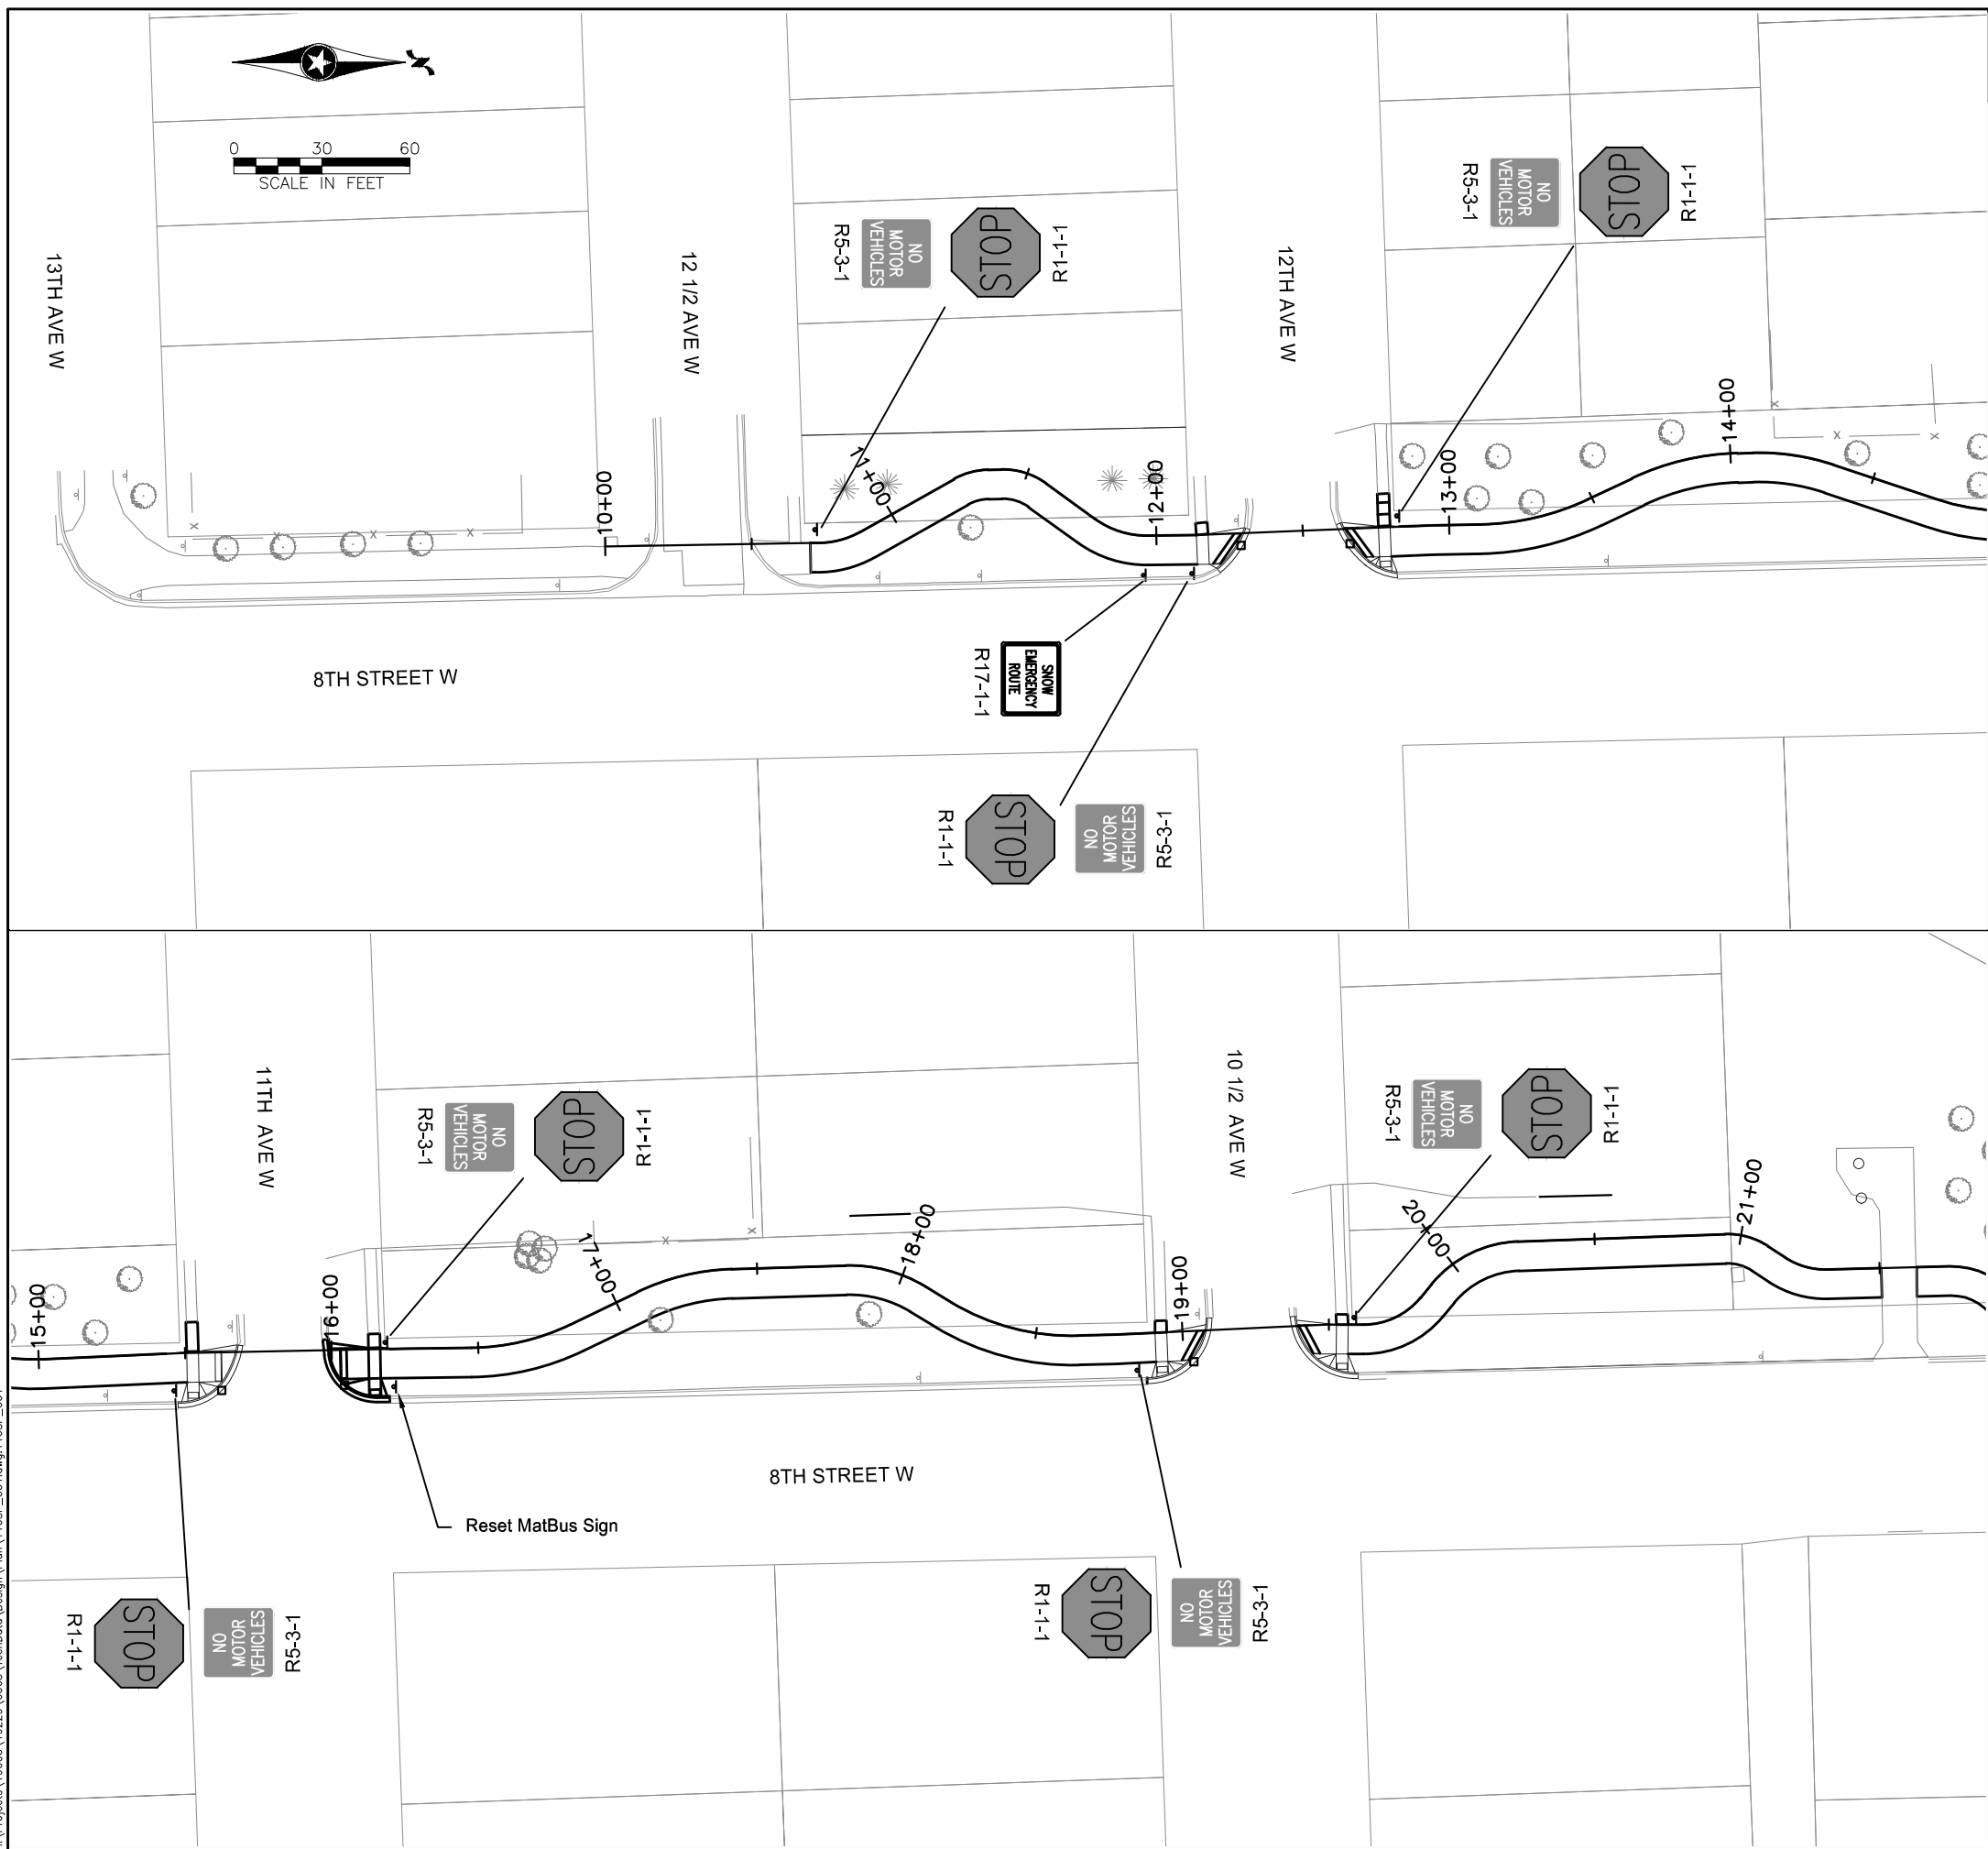 N
0 30 60
SCALE IN FEET
13TH AVE W
12 1/2 AVE W
12TH AVE W
R5-3-1
NO
MOTOR
VEHICLES
STOP
R1-1-1
R5-3-1
NO
MOTOR
VEHICLES
STOP
R1-1-1
10+00
11+00
12+00
13+00
14+00
X
X
X
X
X
X
X
8TH STREET W
R17-1-1
SNOW
EMERGENCY
ROUTE
R1-1-1
STOP
NO
MOTOR
VEHICLES
R5-3-1
11TH AVE W
10 1/2 AVE W
R5-3-1
NO
MOTOR
VEHICLES
STOP
R1-1-1
R5-3-1
NO
MOTOR
VEHICLES
STOP
R1-1-1
15+00
16+00
17+00
18+00
19+00
20+00
21+00
X
X
8TH STREET W
Reset MatBus Sign
R1-1-1
STOP
NO
MOTOR
VEHICLES
R5-3-1
R1-1-1
STOP
NO
MOTOR
VEHICLES
R5-3-1